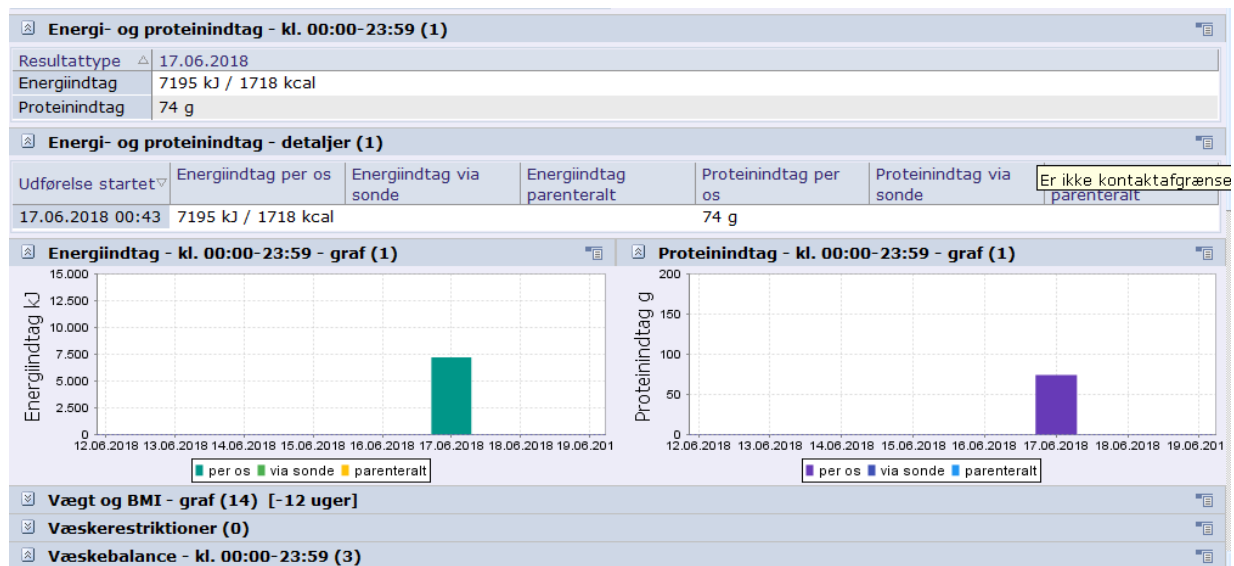 Energi- og proteinindtag - kl. 00:00-23:59 (1)
Resultattype 17.06.2018
Energiindtag 7195 kJ / 1718 kcal
Proteinindtag 74 g
Energi- og proteinindtag - detaljer (1)
Udførelse startet Energiindtag per os Energiindtag via sonde Energiindtag parenteralt Proteinindtag per os Proteinindtag via sonde parenteralt
Er ikke kontaktafgrænse
17.06.2018 00:43 7195 kJ / 1718 kcal 74 g
Energiindtag - kl. 00:00-23:59 - graf (1)
Energiindtag kJ
15.000
12.500
10.000
7.500
5.000
2.500
0
12.06.2018 13.06.2018 14.06.2018 15.06.2018 16.06.2018 17.06.2018 18.06.2018 19.06.201
per os via sonde parenteralt
Proteinindtag - kl. 00:00-23:59 - graf (1)
Proteinindtag g
200
150
100
50
0
12.06.2018 13.06.2018 14.06.2018 15.06.2018 16.06.2018 17.06.2018 18.06.2018 19.06.201
per os via sonde parenteralt
Vægt og BMI - graf (14) [-12 uger]
Væskerestriktioner (0)
Væskebalance - kl. 00:00-23:59 (3)